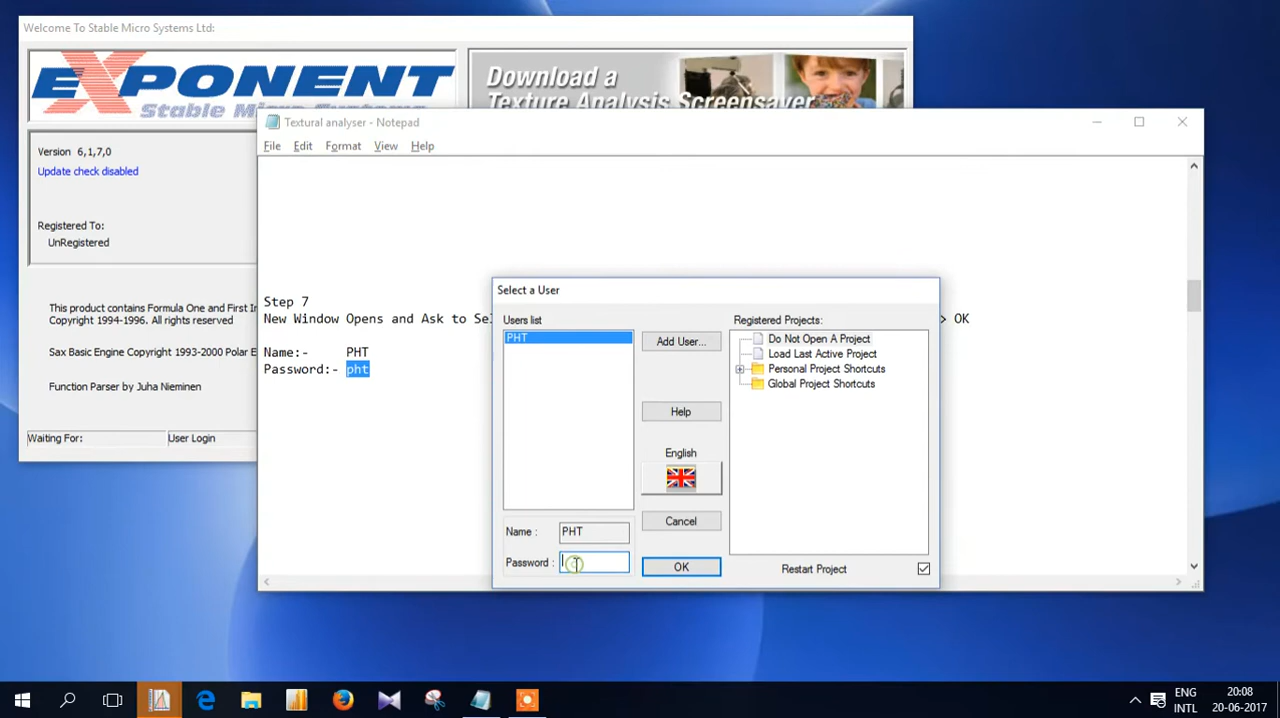 Welcome To Stable Micro Systems Ltd:
EXPONENT
Stable Micro Systems
Download a
Texture Analysis Screensaver
Textural analyser - Notepad
File Edit Format View Help
Version 6,1,7,0
Update check disabled
Registered To:
UnRegistered
This product contains Formula One and First In
Copyright 1994-1996. All rights reserved
Sax Basic Engine Copyright 1993-2000 Polar E
Function Parser by Juha Nieminen
Waiting For: User Login
Step 7
New Window Opens and Ask to Se > OK
Name:- PHT
Password:- pht
Select a User
Users list
PHT
Add User...
Help
English
Cancel
OK
Name : PHT
Password :
Registered Projects:
Do Not Open A Project
Load Last Active Project
Personal Project Shortcuts
Global Project Shortcuts
Restart Project
ENG
INTL
20:08
20-06-2017